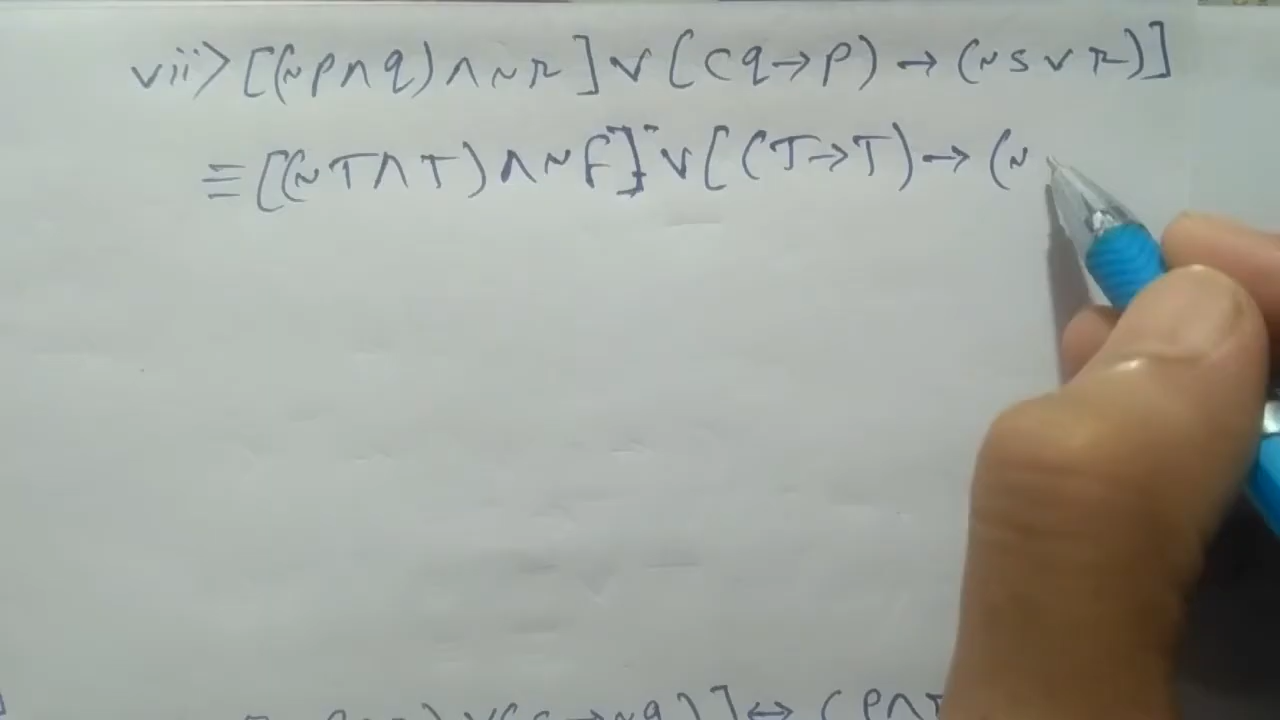 vii> [(~p∧q)∧~r]∨[(q→p)→(~s∨r)]
≡[(~T∧T)∧~F]∨[(T→T)→(~
)∨( →~q)]↔(p∧